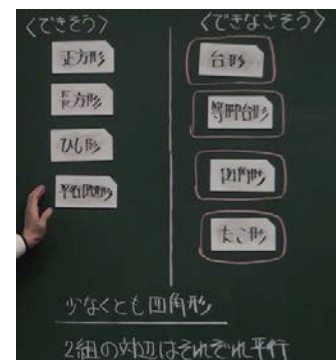 〈できそう〉
正方形
長方形
ひし形
平行四辺形
〈できなさそう〉
台形
等脚台形
四角形
たこ形
少なくとも四角形
2組の対辺はそれぞれ平行